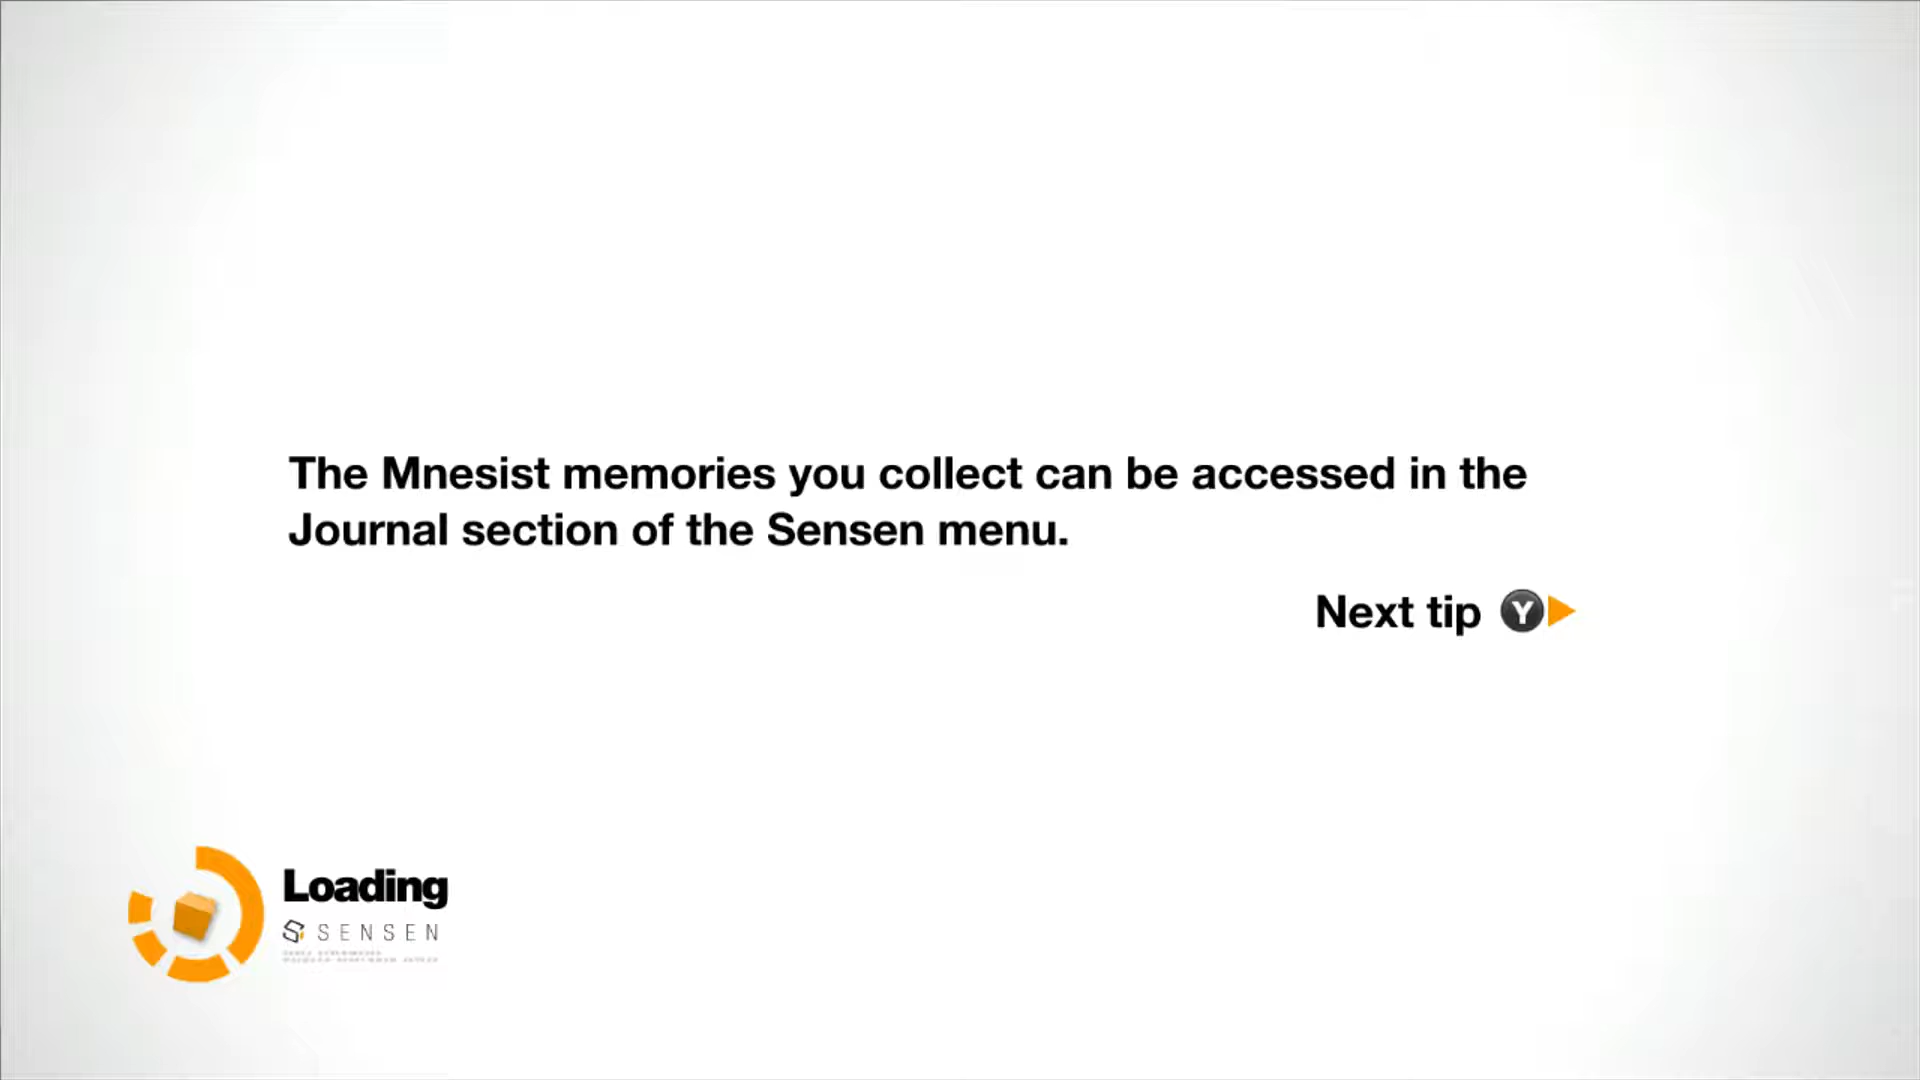 The Mnesist memories you collect can be accessed in the
Journal section of the Sensen menu.
Next tip Y
Loading
SENSEN